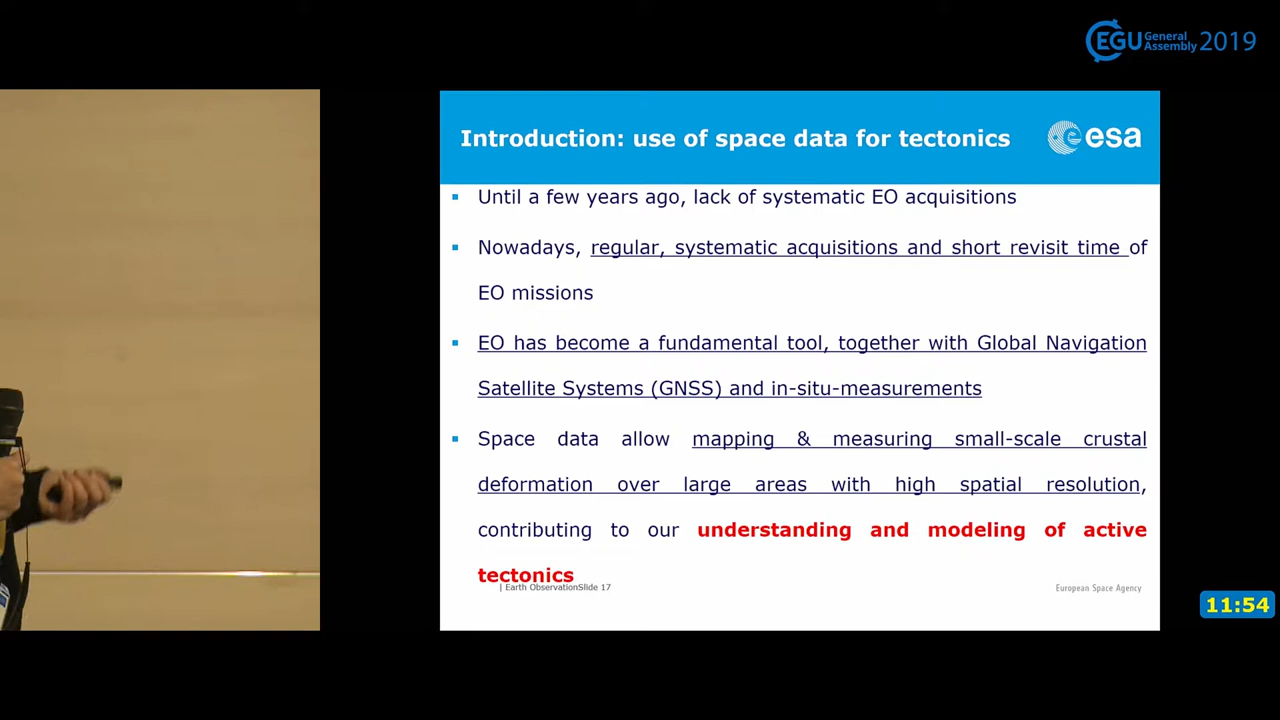 EGU General
Assembly 2019
Introduction: use of space data for tectonics
esa
Until a few years ago, lack of systematic EO acquisitions
Nowadays, regular, systematic acquisitions and short revisit time of
EO missions
EO has become a fundamental tool, together with Global Navigation
Satellite Systems (GNSS) and in-situ-measurements
Space data allow mapping & measuring small-scale crustal
deformation over large areas with high spatial resolution,
contributing to our understanding and modeling of active
tectonics
| Earth ObservationSlide 17
European Space Agency
11:54